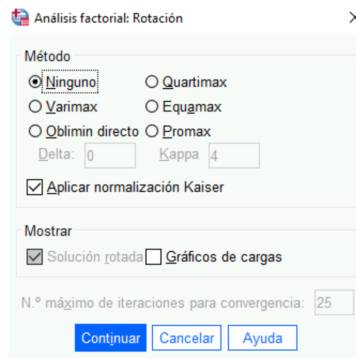 Análisis factorial: Rotación
Método
Ninguno Quartimax
Varimax Equamax
Oblimin directo Promax
Delta: 0 Kappa 4
Aplicar normalización Kaiser
Mostrar
Solución rotada Gráficos de cargas
N.º máximo de iteraciones para convergencia: 25
Continuar Cancelar Ayuda